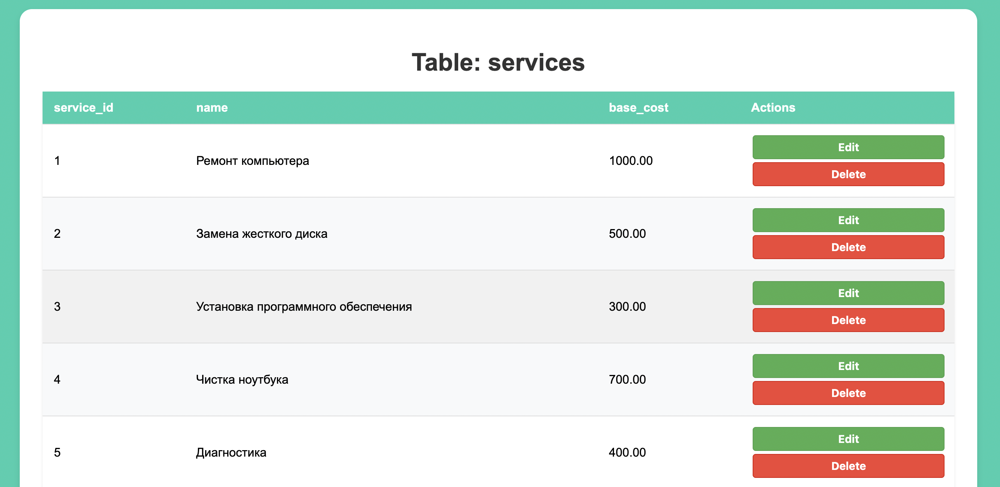 Table: services
service_id name base_cost Actions
1 Ремонт компьютера 1000.00 Edit
Delete
2 Замена жесткого диска 500.00 Edit
Delete
3 Установка программного обеспечения 300.00 Edit
Delete
4 Чистка ноутбука 700.00 Edit
Delete
5 Диагностика 400.00 Edit
Delete